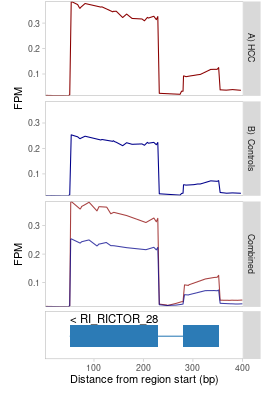 0.3
0.2
0.1
A) HCC
FPM
0.3
0.2
0.1
B) Controls
0.3
0.2
0.1
FPM
Combined
< RI_RICTOR_28
100
200
300
400
Distance from region start (bp)